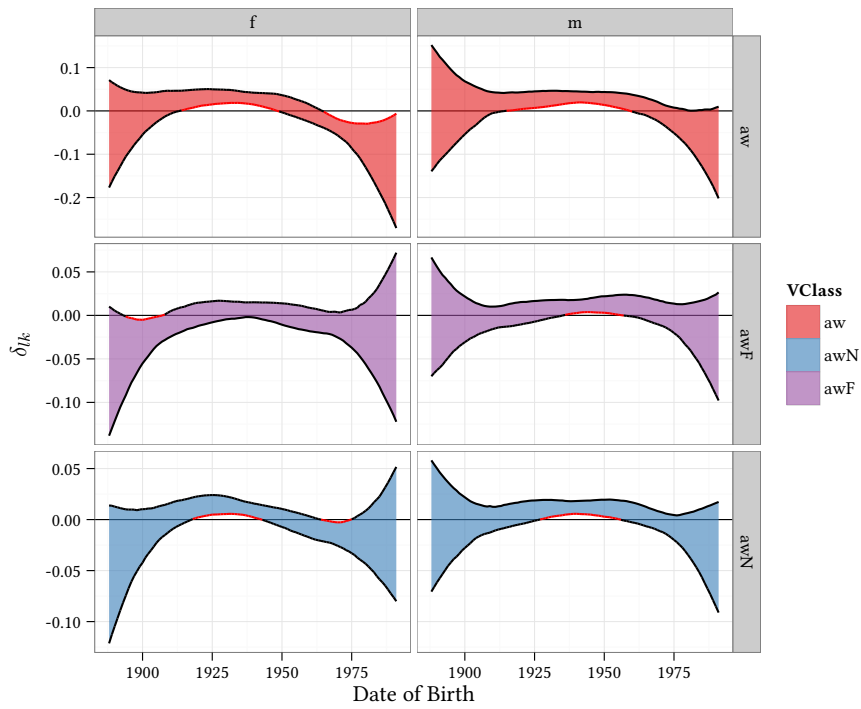 f m
0.1
0.0
-0.1
-0.2
aw
0.05
0.00
-0.05
-0.10
awF
0.05
0.00
-0.05
-0.10
awN
δlk
1900 1925 1950 1975 1900 1925 1950 1975
Date of Birth
VClass
aw
awN
awF